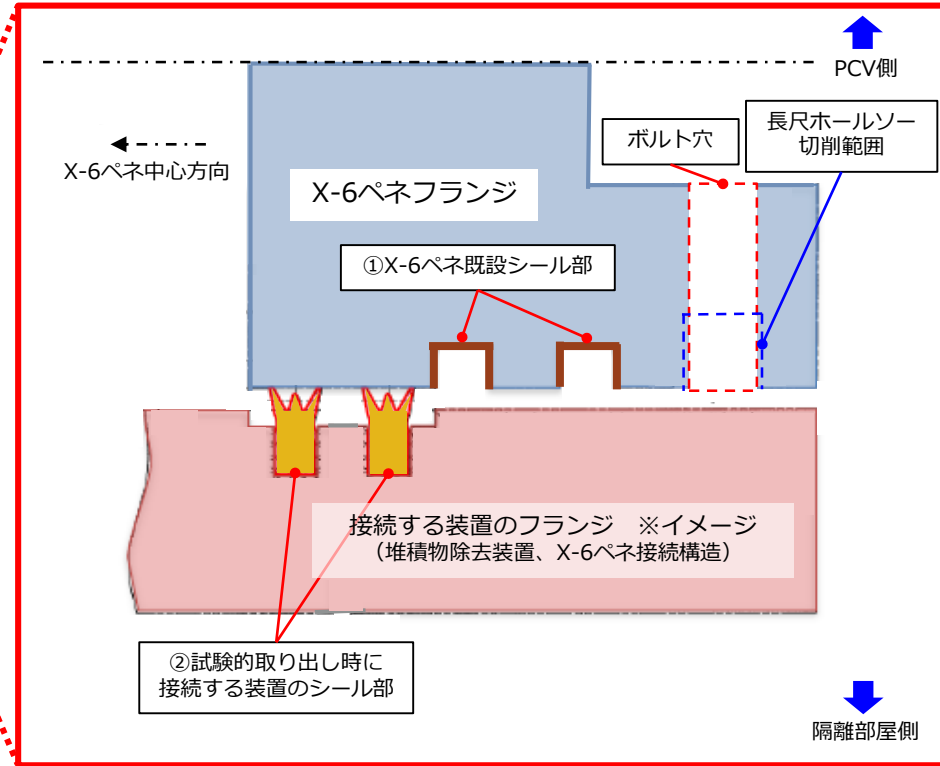 PCV側
長尺ホールソー
切削範囲
ボルト穴
X-6ペネ中心方向
X-6ペネフランジ
①X-6ペネ既設シール部
接続する装置のフランジ　※イメージ
（堆積物除去装置、X-6ペネ接続構造）
②試験的取り出し時に
接続する装置のシール部
隔離部屋側